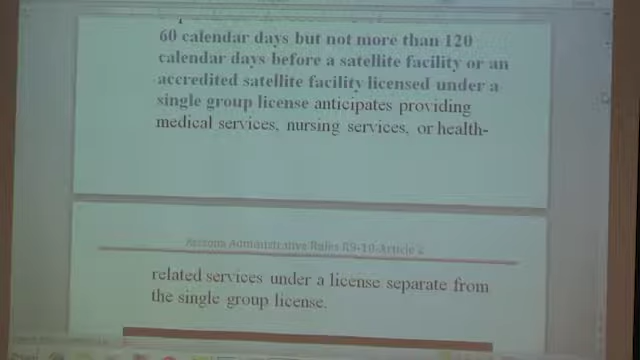 60 calendar days but not more than 120
calendar days before a satellite facility or an
accredited satellite facility licensed under a
single group license anticipates providing
medical services, nursing services, or health-
Arizona Administrative Rules R9-10-Article 2
related services under a license separate from
the single group license.